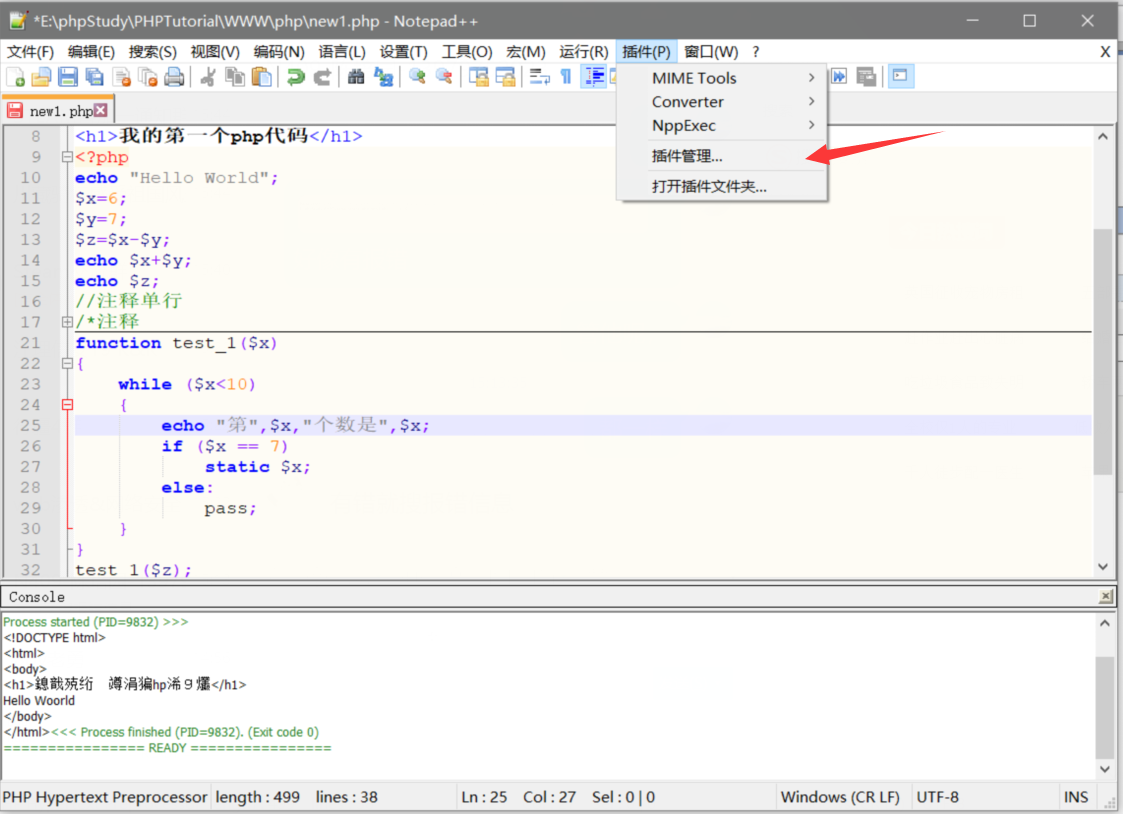 *E:\phpStudy\PHPTutorial\WWW\php\new1.php - Notepad++
文件(F) 编辑(E) 搜索(S) 视图(V) 编码(N) 语言(L) 设置(T) 工具(O) 宏(M) 运行(R) 插件(P) 窗口(W) ? X
MIME Tools
Converter
NppExec
插件管理...
打开插件文件夹...
new1.php
8 <h1>我的第一个php代码</h1>
9 <?php
10 echo "Hello World";
11 $x=6;
12 $y=7;
13 $z=$x-$y;
14 echo $x+$y;
15 echo $z;
16 //注释单行
17 /*注释
21 function test_1($x)
22 {
23 while ($x<10)
24 {
25 echo "第",$x,"个数是",$x;
26 if ($x == 7)
27 static $x;
28 else:
29 pass;
30 }
31 }
32 test_1($z);
Console
Process started (PID=9832) >>>
<!DOCTYPE html>
<html>
<body>
<h1>鎴戠殑绗 竴涓猵hp浠g爜</h1>
Hello Woorld
</body>
</html><<< Process finished (PID=9832). (Exit code 0)
================ READY ================
PHP Hypertext Preprocessor length : 499 lines : 38 Ln : 25 Col : 27 Sel : 0 | 0 Windows (CR LF) UTF-8 INS